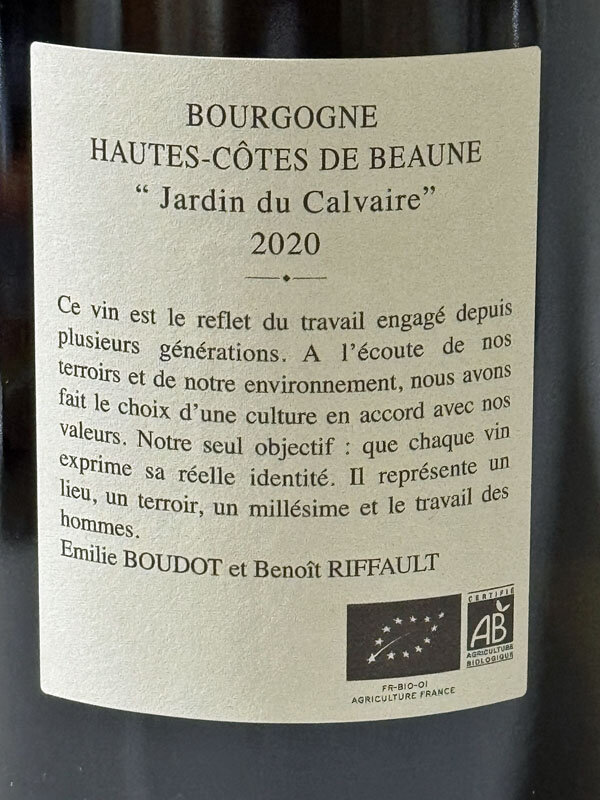 BOURGOGNE
HAUTES-CÔTES DE BEAUNE
“ Jardin du Calvaire”
2020
Ce vin est le reflet du travail engagé depuis
plusieurs générations. A l’écoute de nos
terroirs et de notre environnement, nous avons
fait le choix d’une culture en accord avec nos
valeurs. Notre seul objectif : que chaque vin
exprime sa réelle identité. Il représente un
lieu, un terroir, un millésime et le travail des
hommes.
Emilie BOUDOT et Benoît RIFFAULT
CERTIFIÉ
AB
AGRICULTURE
BIOLOGIQUE
FR-BIO-01
AGRICULTURE FRANCE